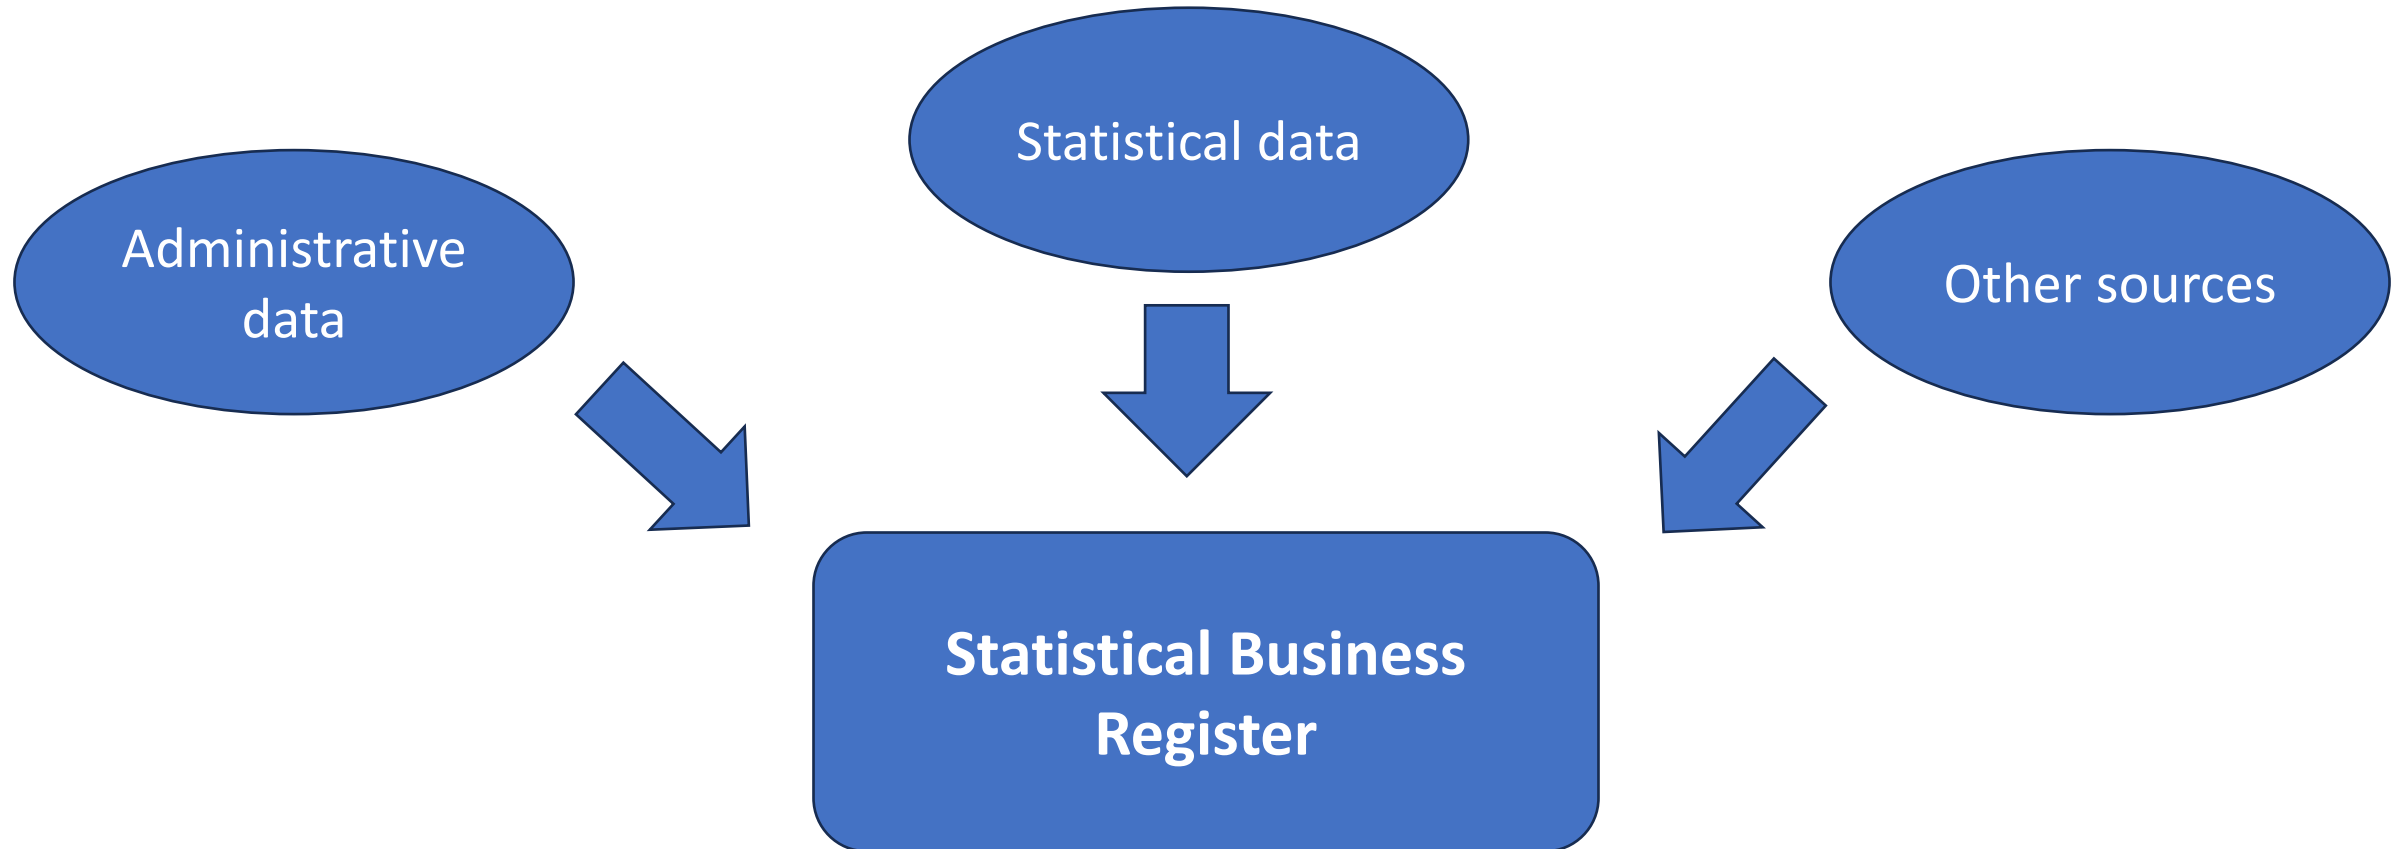 Statistical data
Administrative
data
Other sources
Statistical Business
Register